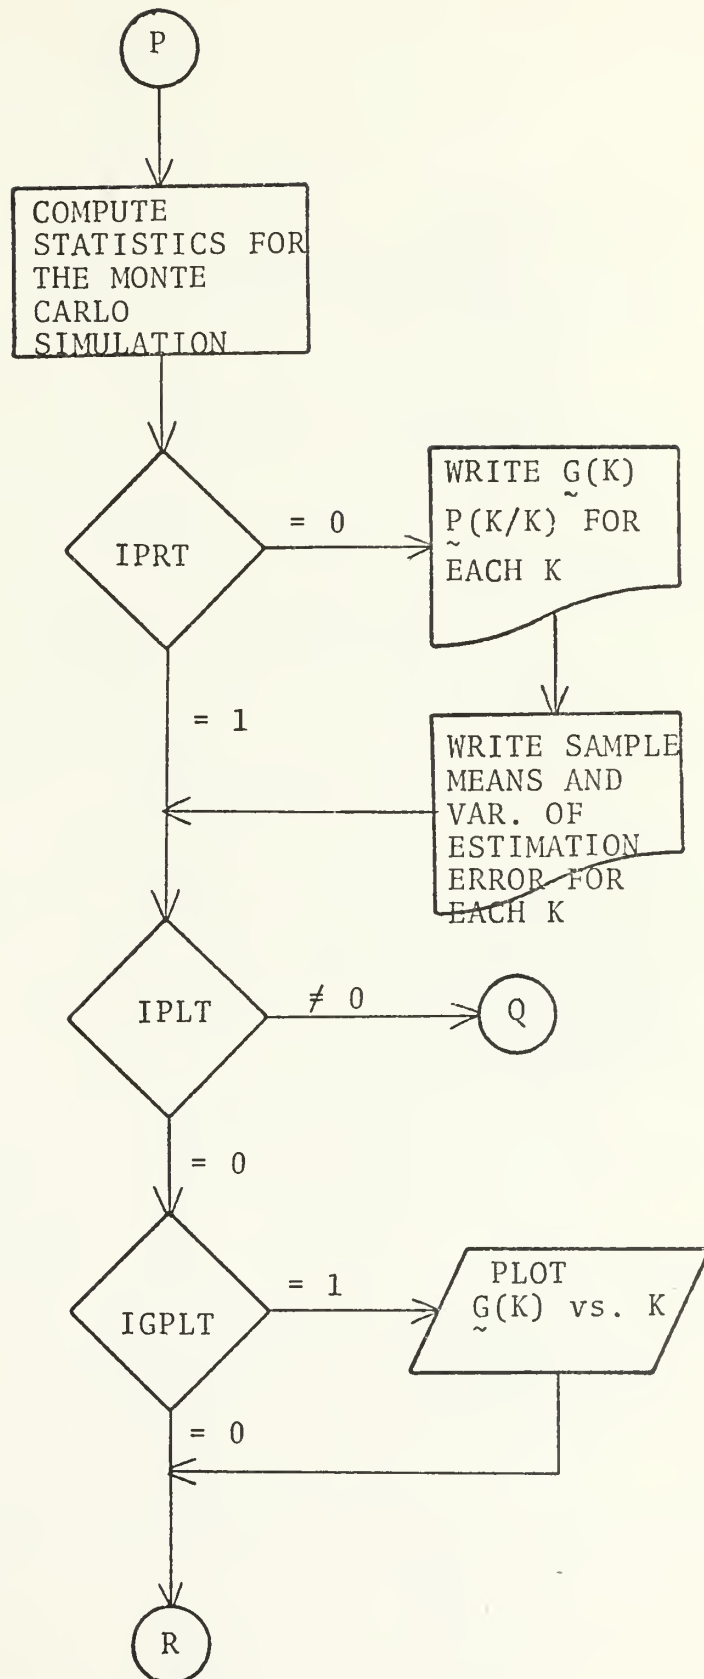 P
COMPUTE
STATISTICS FOR
THE MONTE
CARLO
SIMULATION
IPRT
= 0
WRITE G̰(K)
P̰(K/K) FOR
EACH K
= 1
WRITE SAMPLE
MEANS AND
VAR. OF
ESTIMATION
ERROR FOR
EACH K
IPLT
≠ 0
Q
= 0
IGPLT
= 1
PLOT
G̰(K) vs. K
= 0
R